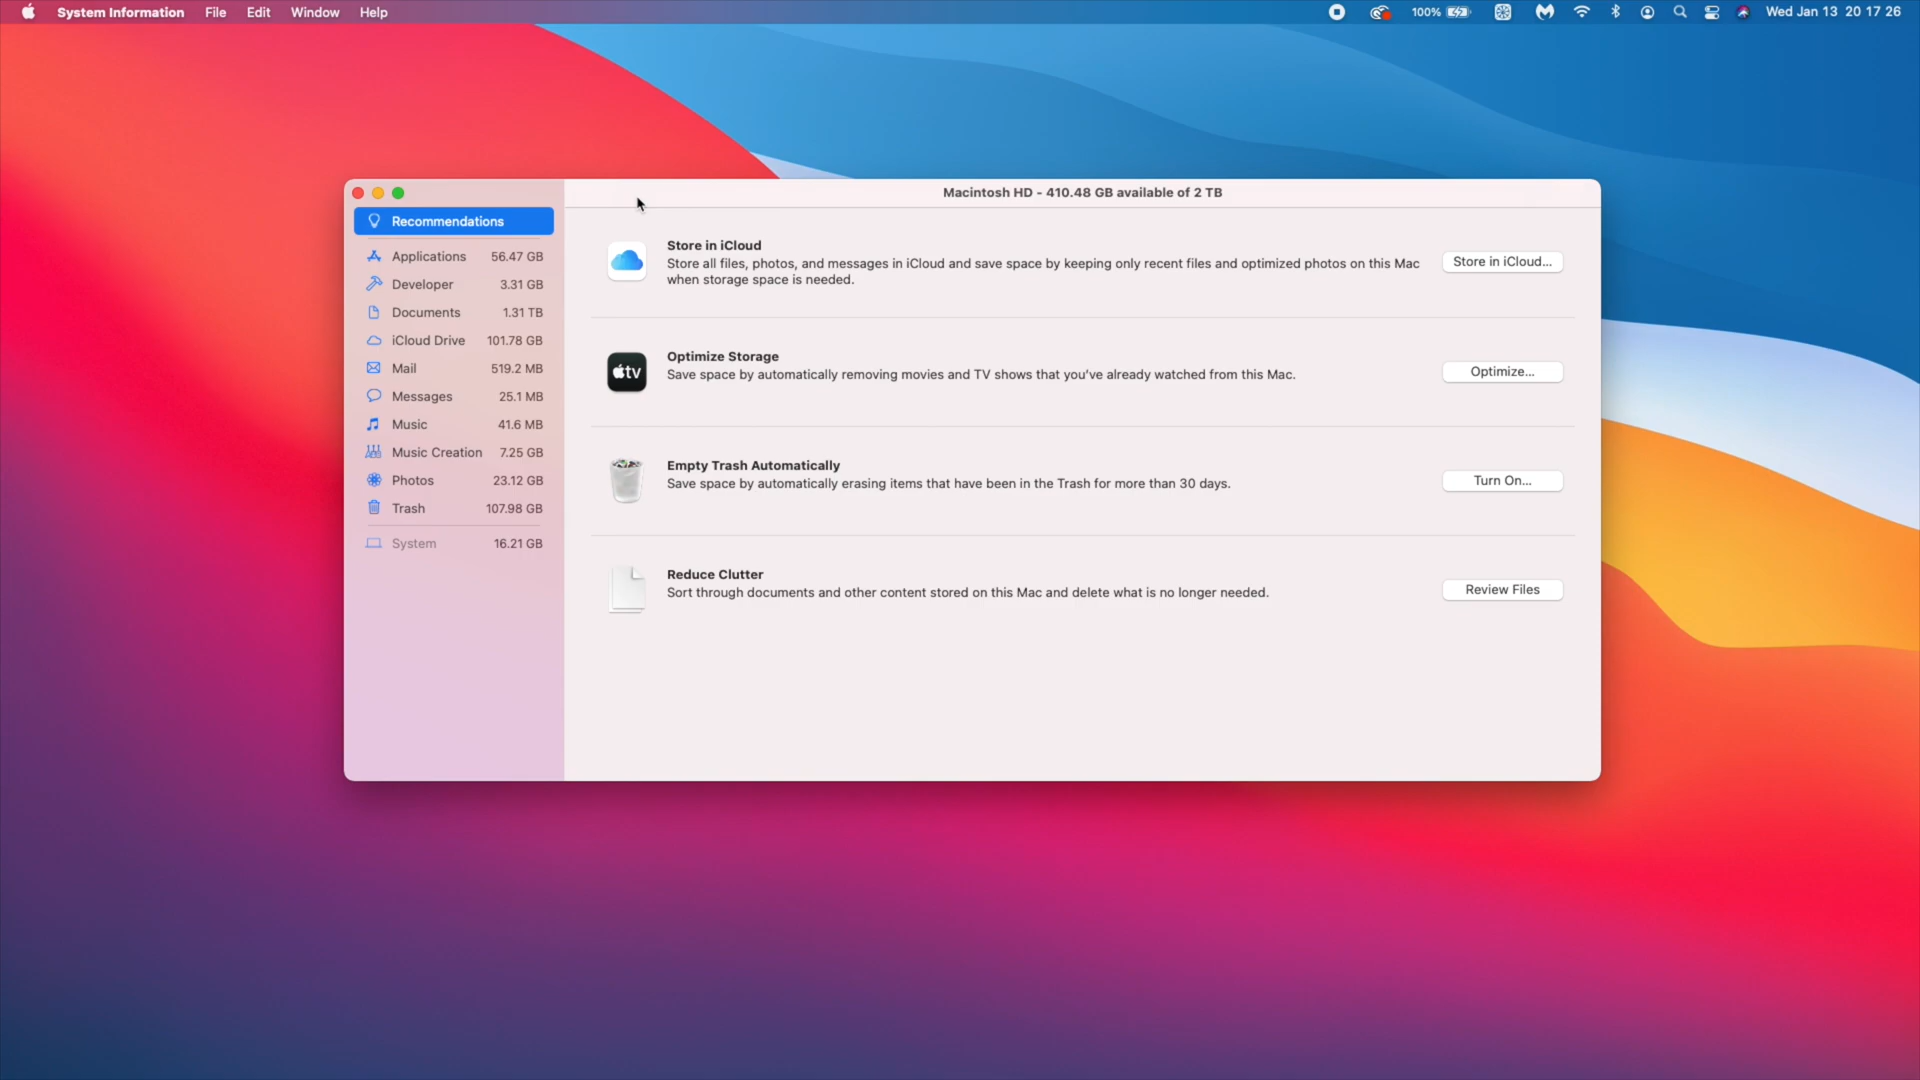 System Information File Edit Window Help
100% Wed Jan 13 20 17 26
Macintosh HD - 410.48 GB available of 2 TB
Recommendations
Applications 56.47 GB
Developer 3.31 GB
Documents 1.31 TB
iCloud Drive 101.78 GB
Mail 519.2 MB
Messages 25.1 MB
Music 41.6 MB
Music Creation 7.25 GB
Photos 23.12 GB
Trash 107.98 GB
System 16.21 GB
Store in iCloud
Store all files, photos, and messages in iCloud and save space by keeping only recent files and optimized photos on this Mac
when storage space is needed.
Store in iCloud...
tv
Optimize Storage
Save space by automatically removing movies and TV shows that you've already watched from this Mac.
Optimize...
Empty Trash Automatically
Save space by automatically erasing items that have been in the Trash for more than 30 days.
Turn On...
Reduce Clutter
Sort through documents and other content stored on this Mac and delete what is no longer needed.
Review Files